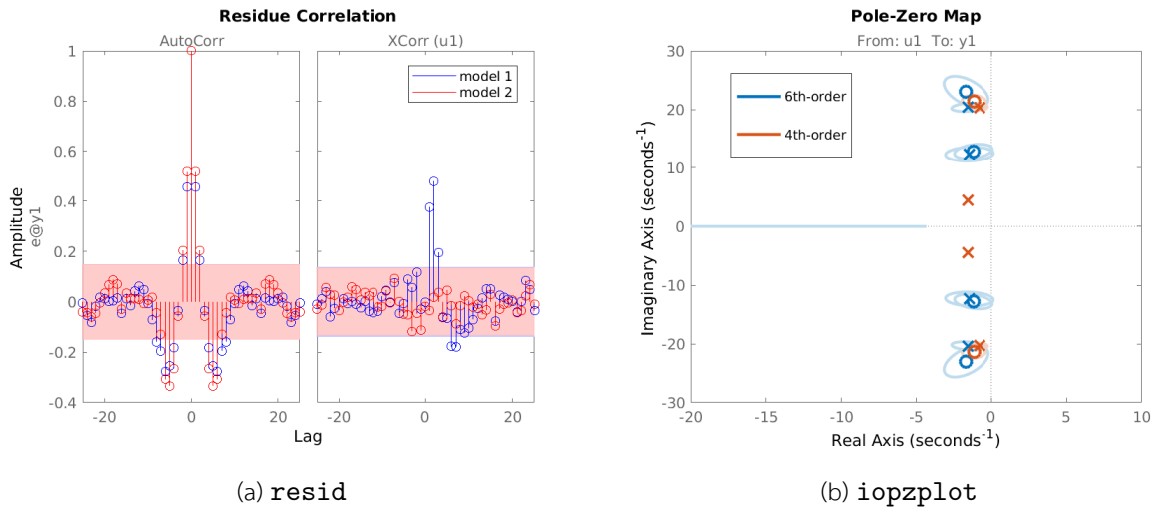 Residue Correlation
AutoCorr
XCorr (u1)
model 1
model 2
Amplitude
e@y1
1
0.8
0.6
0.4
0.2
0
-0.2
-0.4
-20 0 20
-20 0 20
Lag
(a) resid
Pole-Zero Map
From: u1 To: y1
6th-order
4th-order
Imaginary Axis (seconds⁻¹)
30
20
10
0
-10
-20
-30
-20 -15 -10 -5 0 5 10
Real Axis (seconds⁻¹)
(b) iopzplot